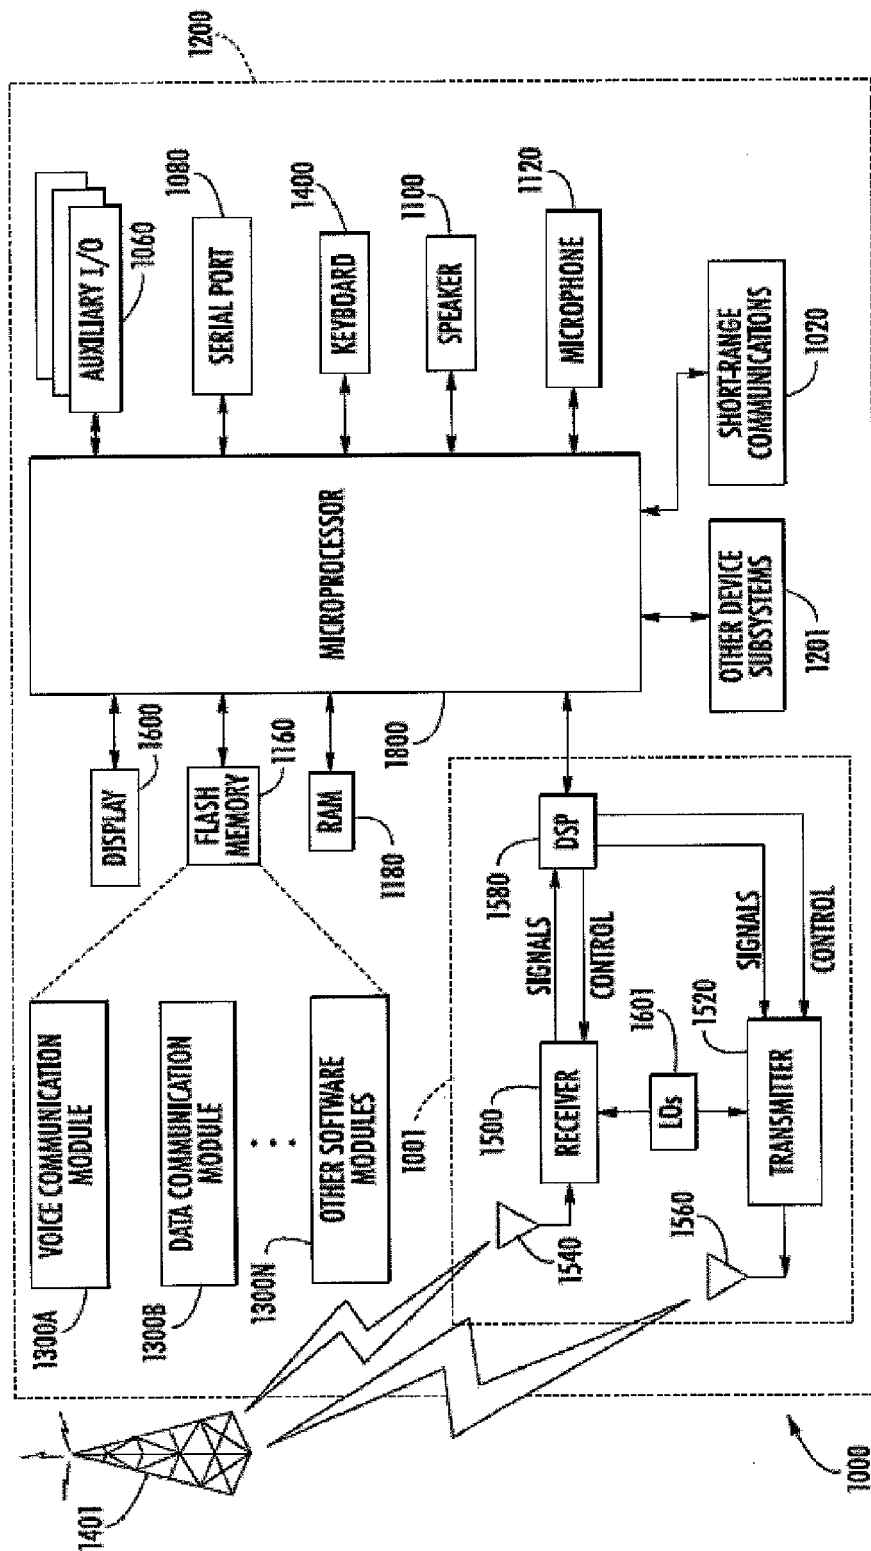 1200
AUXILIARY I/O
1060
SERIAL PORT
1080
KEYBOARD
1400
SPEAKER
1100
MICROPHONE
1120
SHORT-RANGE
COMMUNICATIONS
1020
MICROPROCESSOR
1800
OTHER DEVICE
SUBSYSTEMS
1201
DISPLAY
1600
FLASH
MEMORY
1160
RAM
1180
DSP
1580
SIGNALS
CONTROL
SIGNALS
CONTROL
VOICE COMMUNICATION
MODULE
1300A
DATA COMMUNICATION
MODULE
1300B
OTHER SOFTWARE
MODULES
1300N
1001
RECEIVER
1500
LOs
1601
TRANSMITTER
1520
1540
1560
1401
1000